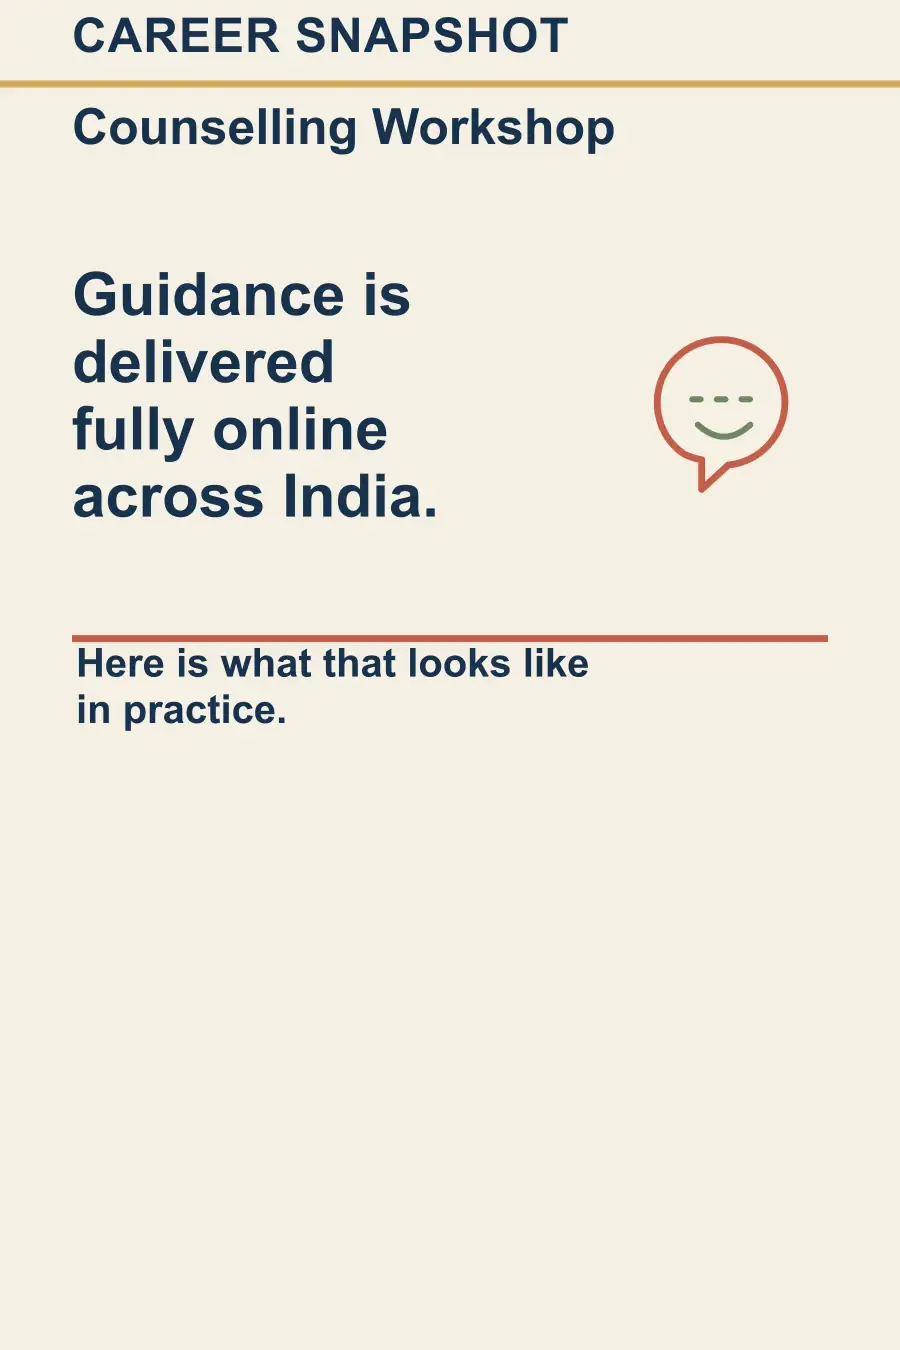 CAREER SNAPSHOT
Counselling Workshop
Guidance is
delivered
fully online
across India.
Here is what that looks like
in practice.